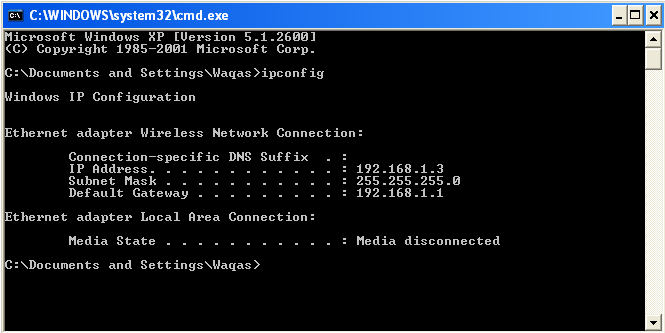 C:\WINDOWS\system32\cmd.exe
Microsoft Windows XP [Version 5.1.2600]
(C) Copyright 1985-2001 Microsoft Corp.
C:\Documents and Settings\Waqas>ipconfig
Windows IP Configuration
Ethernet adapter Wireless Network Connection:
Connection-specific DNS Suffix  . :
IP Address. . . . . . . . . . . . : 192.168.1.3
Subnet Mask . . . . . . . . . . . : 255.255.255.0
Default Gateway . . . . . . . . . : 192.168.1.1
Ethernet adapter Local Area Connection:
Media State . . . . . . . . . . . : Media disconnected
C:\Documents and Settings\Waqas>